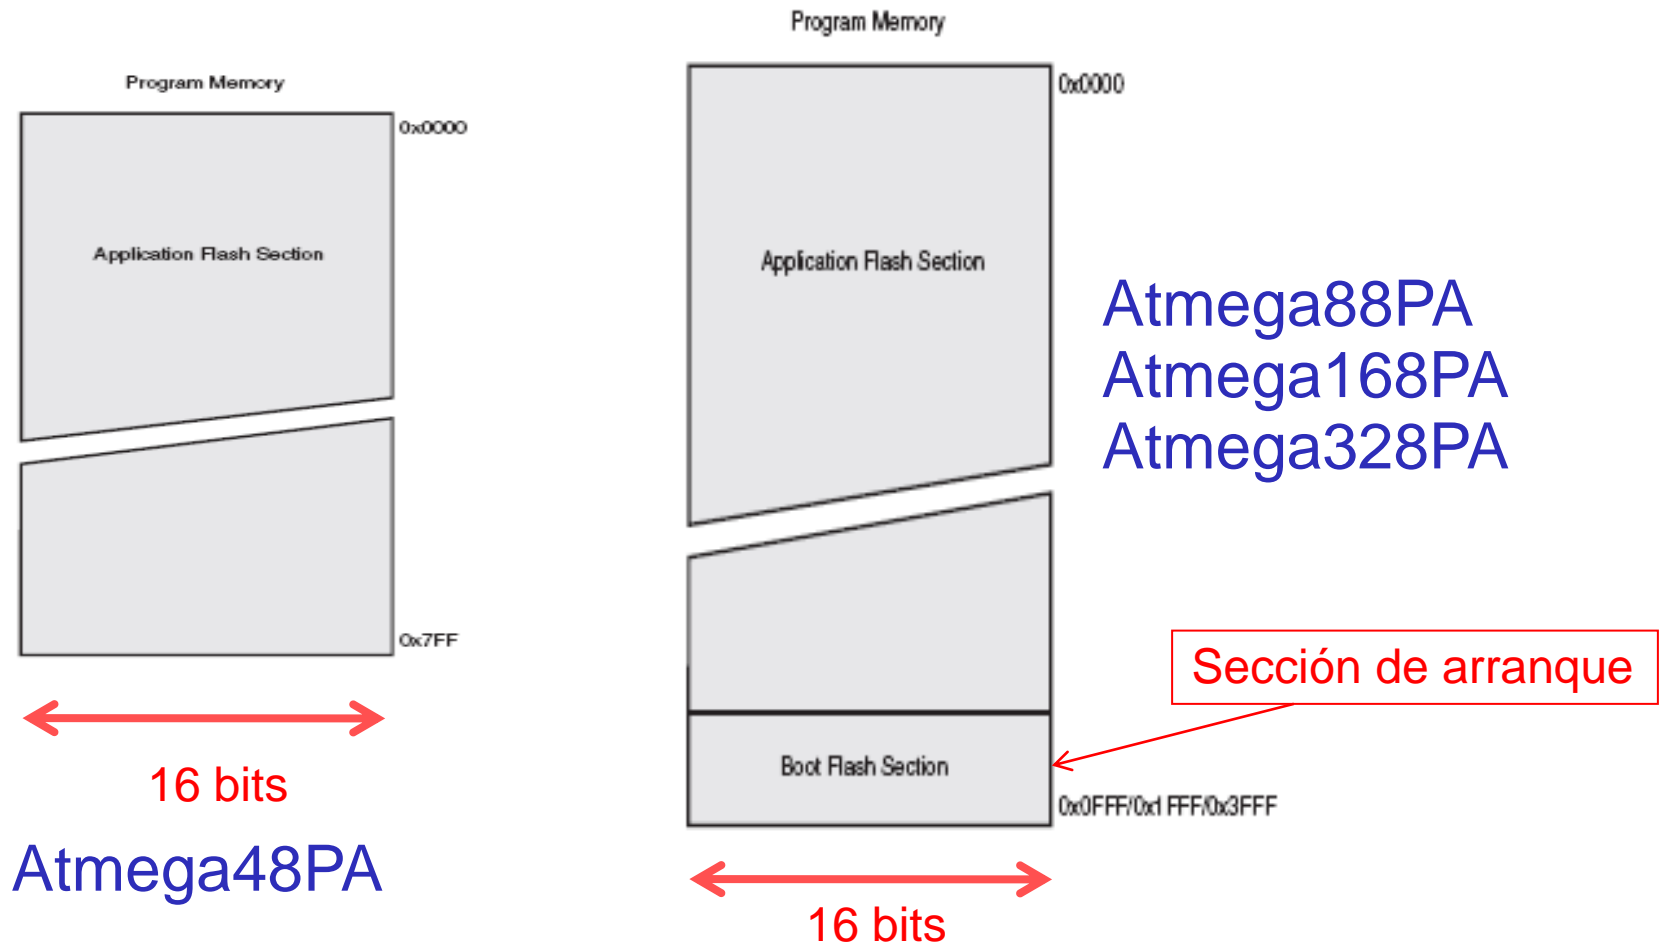 Program Memory
0x0000
Application Flash Section
0x7FF
16 bits
Atmega48PA
Program Memory
0x0000
Application Flash Section
Atmega88PA
Atmega168PA
Atmega328PA
Sección de arranque
Boot Flash Section
0x0FFF/0x1FFF/0x3FFF
16 bits